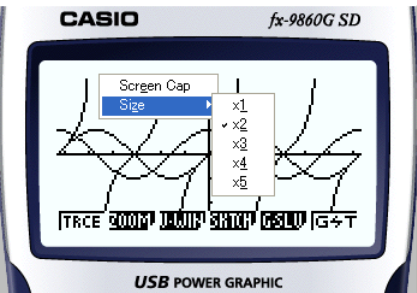 CASIO fx-9860G SD
Screen Cap
Size
x1
x2
x3
x4
x5
TRCE ZOOM V-WIN SKTCH G-SLV G↔T
USB POWER GRAPHIC